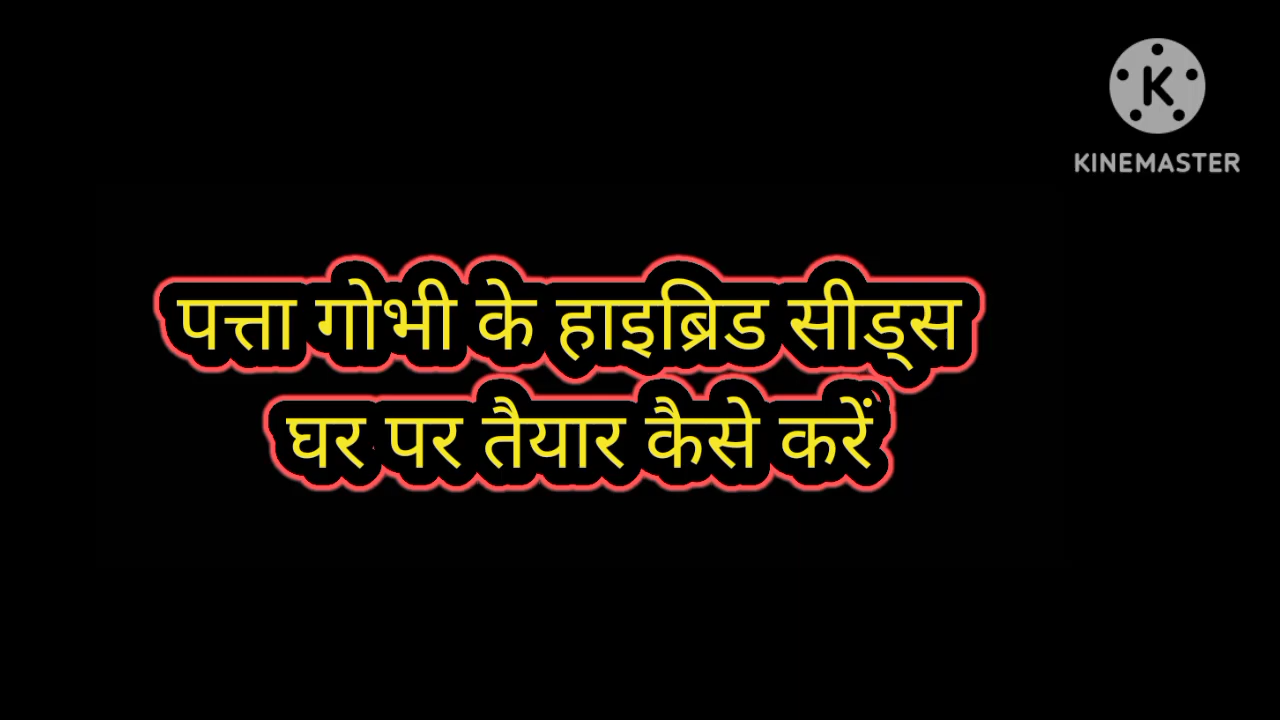 KINEMASTER
पत्ता गोभी के हाइब्रिड सीड्स
घर पर तैयार कैसे करें